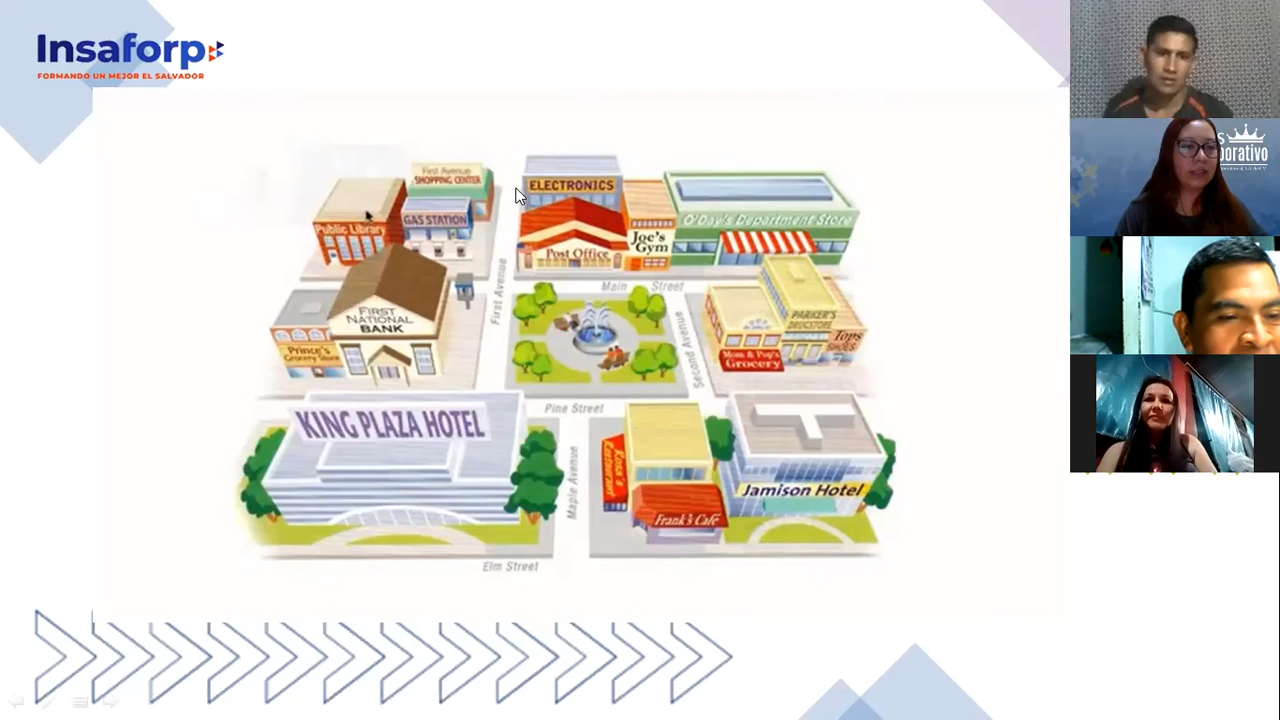 Insaforp
FORMANDO UN MEJOR EL SALVADOR
First Avenue
SHOPPING CENTER
ELECTRONICS
Public Library
GAS STATION
Post Office
Joe's
Gym
O'Day's Department Store
Main Street
First Avenue
FIRST
NATIONAL
BANK
Prince's
Grocery Store
Second Avenue
PARKER'S
DRUGSTORE
Mom & Pop's
Grocery
Tops
SHOES
Pine Street
KING PLAZA HOTEL
Maple Avenue
Restaurant
Frank's Café
Jamison Hotel
Elm Street